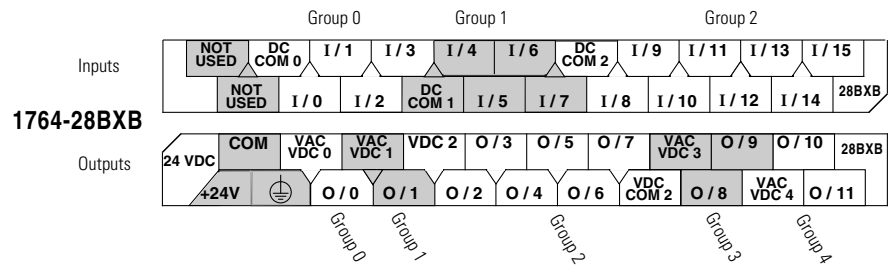 Group 0 Group 1 Group 2
NOT USED DC COM 0 I / 1 I / 3 I / 4 I / 6 DC COM 2 I / 9 I / 11 I / 13 I / 15
Inputs
NOT USED I / 0 I / 2 DC COM 1 I / 5 I / 7 I / 8 I / 10 I / 12 I / 14 28BXB
1764-28BXB
24 VDC COM VAC VDC 0 VAC VDC 1 VDC 2 O / 3 O / 5 O / 7 VAC VDC 3 O / 9 O / 10 28BXB
Outputs
+24V O / 0 O / 1 O / 2 O / 4 O / 6 VDC COM 2 O / 8 VAC VDC 4 O / 11
Group 0 Group 1 Group 2 Group 3 Group 4